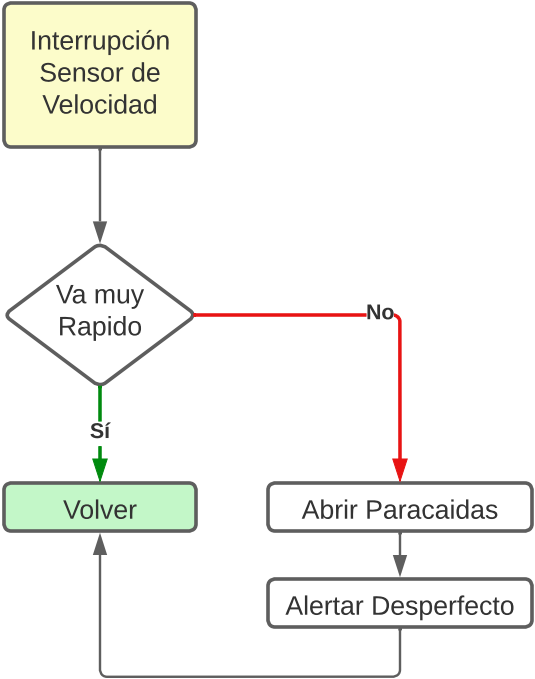 Interrupción
Sensor de
Velocidad
Va muy
Rapido
No
Sí
Volver
Abrir Paracaidas
Alertar Desperfecto